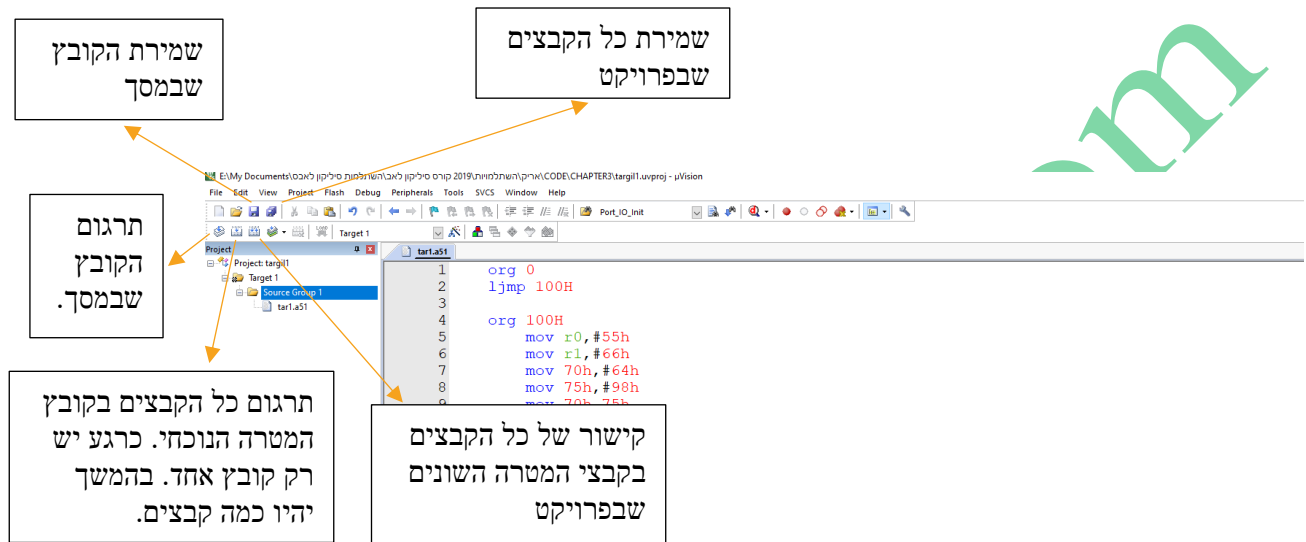 שמירת הקובץ
שבמסך
שמירת כל הקבצים
שבפרויקט
E:\My Documents\השתלמות סיליקון לאבס\השתלמויות\2019 קורס סיליקון לאב\אריק\CODE\CHAPTER3\targil1.uvproj - µVision
File Edit View Project Flash Debug Peripherals Tools SVCS Window Help
Port_IO_Init
Target 1
תרגום
הקובץ
שבמסך.
Project
Project: targil1
Target 1
Source Group 1
tar1.a51
tar1.a51
1 org 0
2 ljmp 100H
3
4 org 100H
5 mov r0,#55h
6 mov r1,#66h
7 mov 70h,#64h
8 mov 75h,#98h
9 mov 70h,75h
תרגום כל הקבצים בקובץ
המטרה הנוכחי. כרגע יש
רק קובץ אחד. בהמשך
יהיו כמה קבצים.
קישור של כל הקבצים
בקבצי המטרה השונים
שבפרויקט